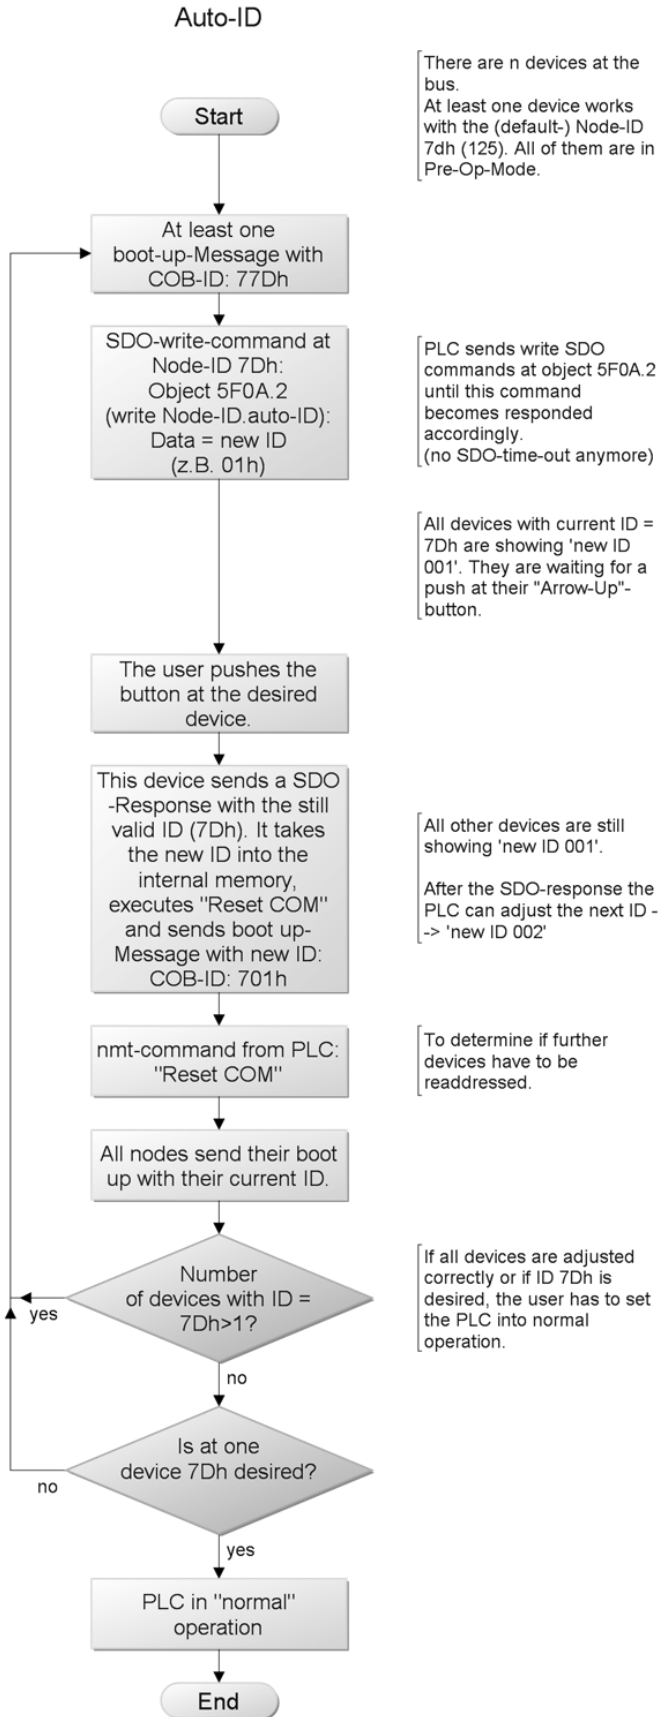 Auto-ID
Start
There are n devices at the
bus.
At least one device works
with the (default-) Node-ID
7dh (125). All of them are in
Pre-Op-Mode.
At least one
boot-up-Message with
COB-ID: 77Dh
SDO-write-command at
Node-ID 7Dh:
Object 5F0A.2
(write Node-ID.auto-ID):
Data = new ID
(z.B. 01h)
PLC sends write SDO
commands at object 5F0A.2
until this command
becomes responded
accordingly.
(no SDO-time-out anymore)
All devices with current ID =
7Dh are showing 'new ID
001'. They are waiting for a
push at their "Arrow-Up"-
button.
The user pushes the
button at the desired
device.
This device sends a SDO
-Response with the still
valid ID (7Dh). It takes
the new ID into the
internal memory,
executes "Reset COM"
and sends boot up-
Message with new ID:
COB-ID: 701h
All other devices are still
showing 'new ID 001'.
After the SDO-response the
PLC can adjust the next ID -
-> 'new ID 002'
nmt-command from PLC:
"Reset COM"
To determine if further
devices have to be
readdressed.
All nodes send their boot
up with their current ID.
Number
of devices with ID =
7Dh>1?
yes
no
If all devices are adjusted
correctly or if ID 7Dh is
desired, the user has to set
the PLC into normal
operation.
Is at one
device 7Dh desired?
no
yes
PLC in "normal"
operation
End